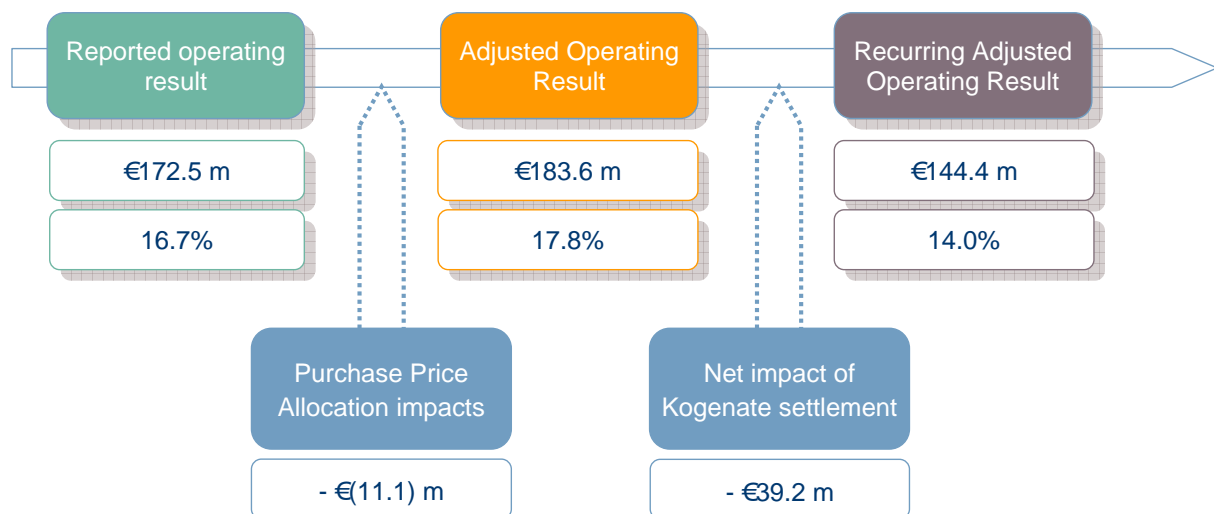 Reported operating
result
Adjusted Operating
Result
Recurring Adjusted
Operating Result
€172.5 m
€183.6 m
€144.4 m
16.7%
17.8%
14.0%
Purchase Price
Allocation impacts
Net impact of
Kogenate settlement
- €(11.1) m
- €39.2 m